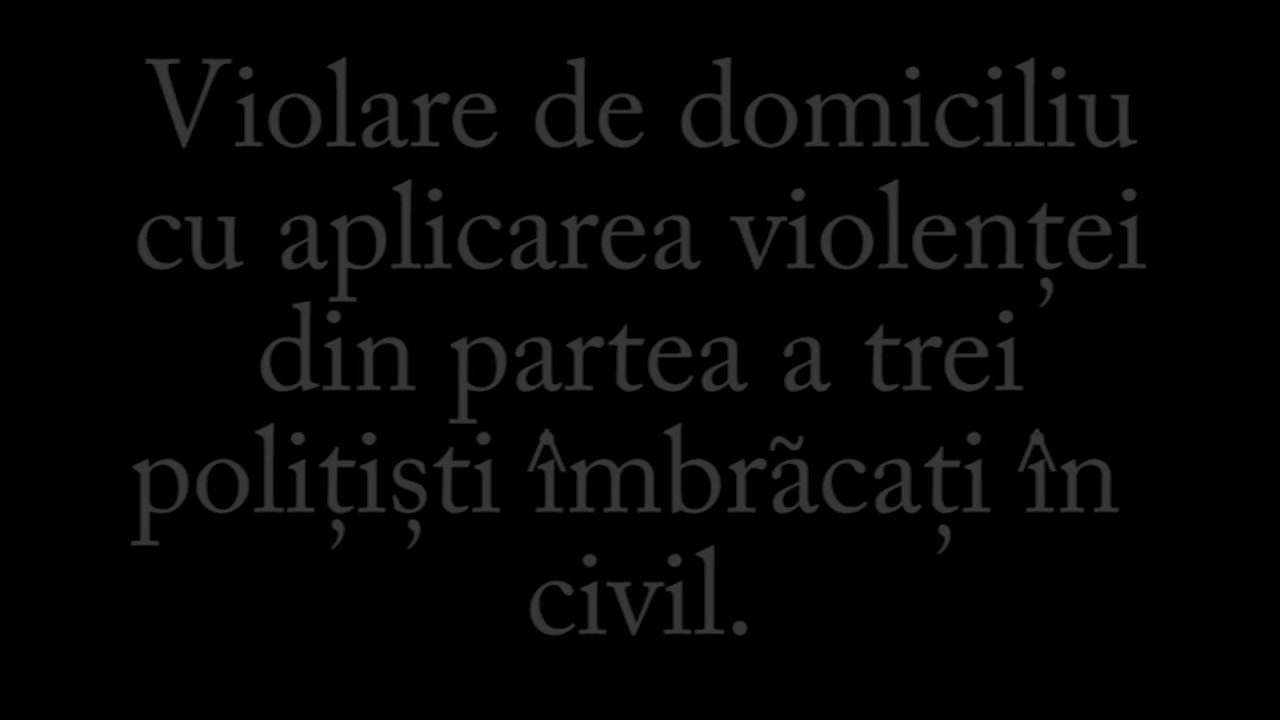 Violare de domiciliu
cu aplicarea violenței
din partea a trei
polițiști îmbrãcați în
civil.